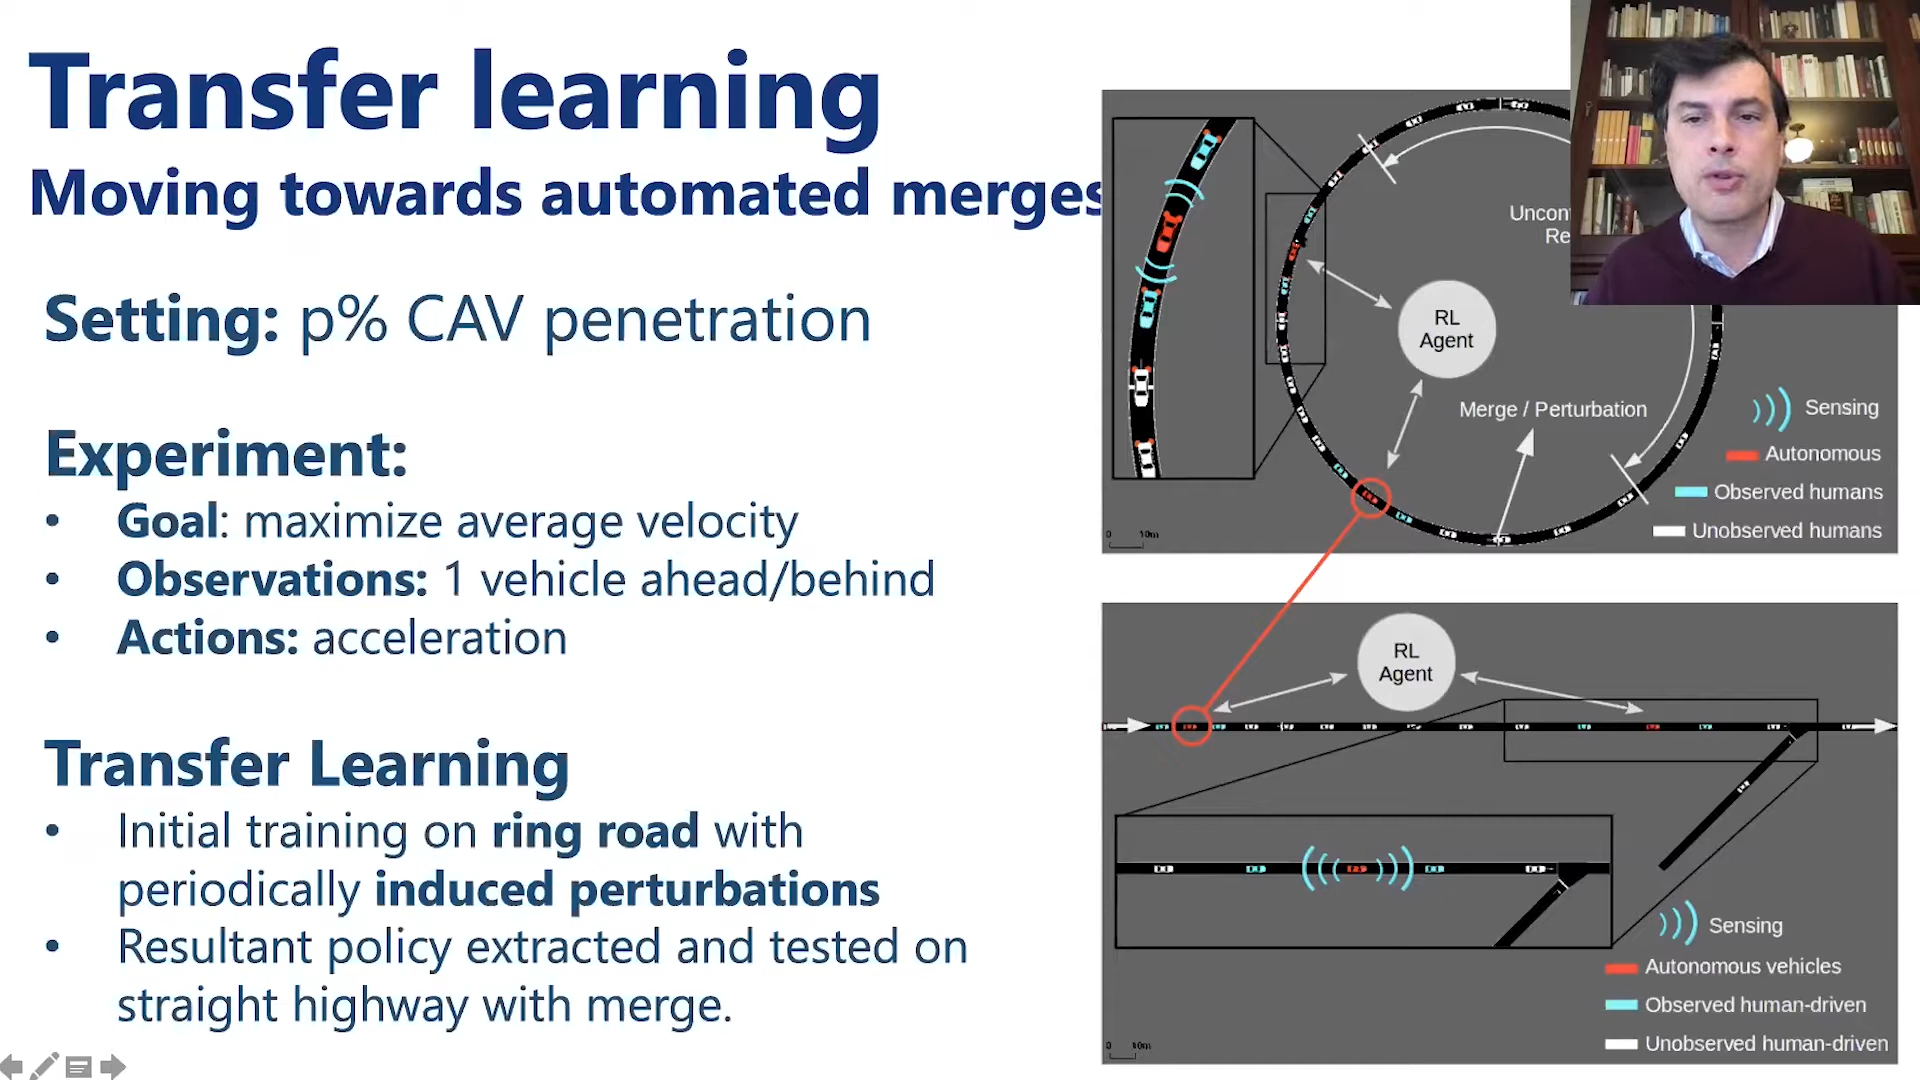 Transfer learning
Moving towards automated merges
Setting: p% CAV penetration
Experiment:
• Goal: maximize average velocity
• Observations: 1 vehicle ahead/behind
• Actions: acceleration
Transfer Learning
• Initial training on ring road with
periodically induced perturbations
• Resultant policy extracted and tested on
straight highway with merge.
RL
Agent
Merge / Perturbation
Sensing
Autonomous
Observed humans
Unobserved humans
0 10m
RL
Agent
Sensing
Autonomous vehicles
Observed human-driven
Unobserved human-driven